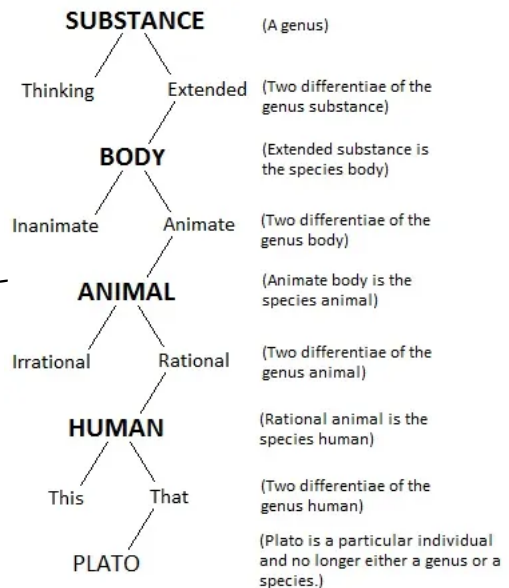 SUBSTANCE (A genus)
Thinking Extended (Two differentiae of the
genus substance)
BODY (Extended substance is
the species body)
Inanimate Animate (Two differentiae of the
genus body)
ANIMAL (Animate body is the
species animal)
Irrational Rational (Two differentiae of the
genus animal)
HUMAN (Rational animal is the
species human)
This That (Two differentiae of the
genus human)
PLATO (Plato is a particular individual
and no longer either a genus or a
species.)